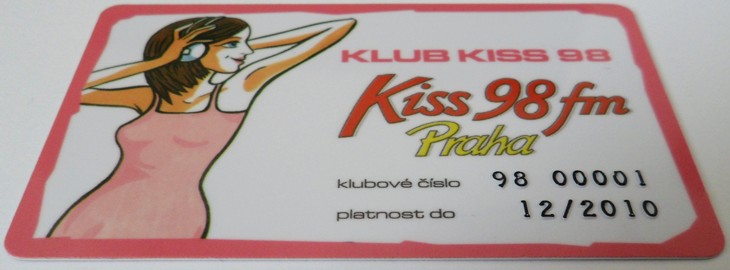 KLUB KISS 98
Kiss 98 fm
Praha
klubové číslo 98 00001
platnost do 12/2010